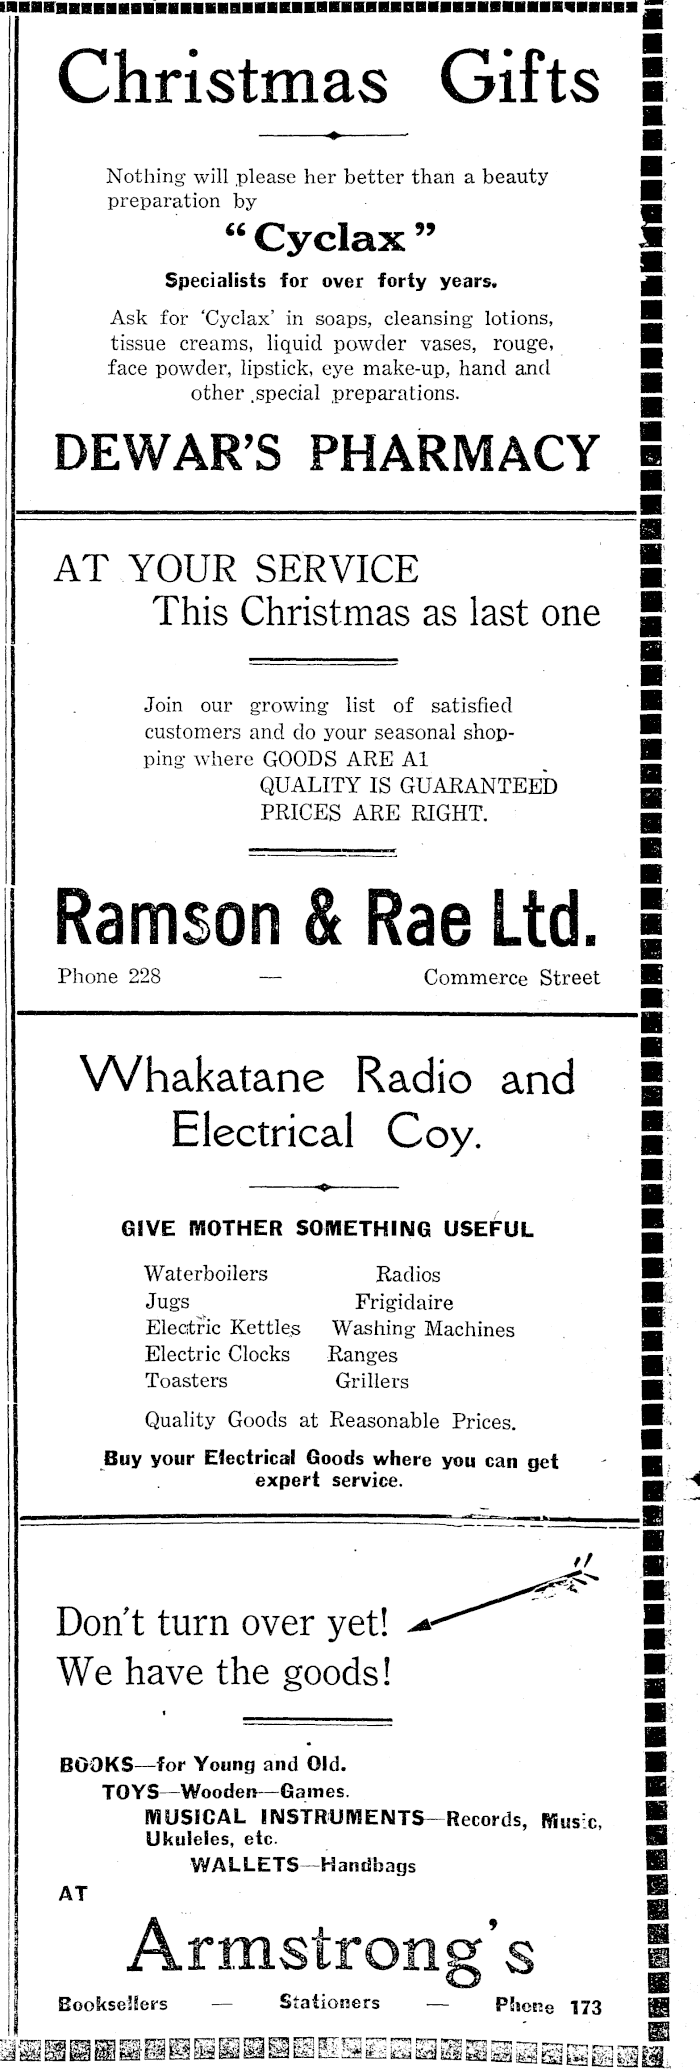 Christmas Gifts
Nothing will please her better than a beauty
preparation by
“Cyclax”
Specialists for over forty years.
Ask for ‘Cyclax’ in soaps, cleansing lotions,
tissue creams, liquid powder vases, rouge,
face powder, lipstick, eye make-up, hand and
other special preparations.
DEWAR'S PHARMACY
AT YOUR SERVICE
This Christmas as last one
Join our growing list of satisfied
customers and do your seasonal shop-
ping where GOODS ARE A1
QUALITY IS GUARANTEED
PRICES ARE RIGHT.
Ramson & Rae Ltd.
Phone 228 — Commerce Street
Whakatane Radio and
Electrical Coy.
GIVE MOTHER SOMETHING USEFUL
Waterboilers Radios
Jugs Frigidaire
Electric Kettles Washing Machines
Electric Clocks Ranges
Toasters Grillers
Quality Goods at Reasonable Prices.
Buy your Electrical Goods where you can get
expert service.
Don't turn over yet!
We have the goods!
BOOKS—for Young and Old.
TOYS—Wooden—Games.
MUSICAL INSTRUMENTS—Records, Music,
Ukuleles, etc.
WALLETS—Handbags
AT
Armstrong's
Booksellers — Stationers — Phone 173